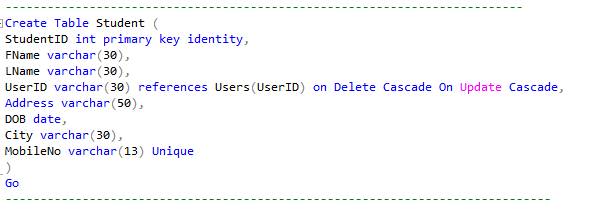 --------------------------------------------------------------------------
Create Table Student (
StudentID int primary key identity,
FName varchar(30),
LName varchar(30),
UserID varchar(30) references Users(UserID) on Delete Cascade On Update Cascade,
Address varchar(50),
DOB date,
City varchar(30),
MobileNo varchar(13) Unique
)
Go
------------------------------------------------------------------------------